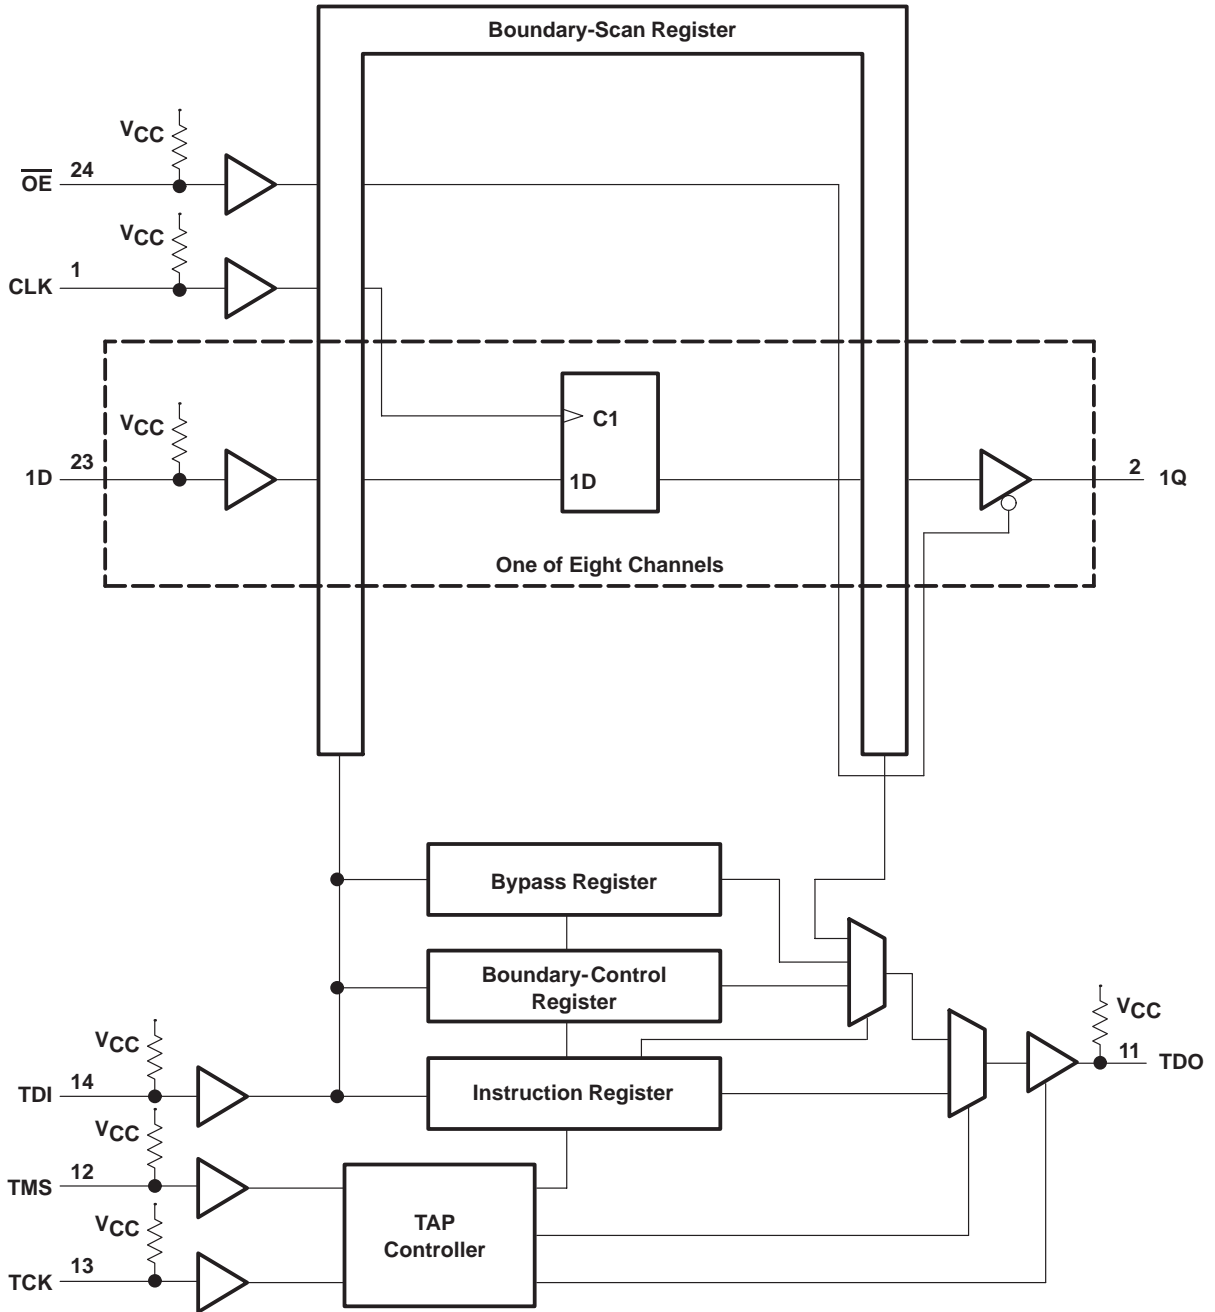 Boundary-Scan Register
VCC
OE 24
VCC
CLK 1
VCC
C1
1D 23
1D
2 1Q
One of Eight Channels
Bypass Register
Boundary-Control
Register
VCC
VCC
TDI 14
Instruction Register
11 TDO
VCC
TMS 12
VCC
TAP
Controller
TCK 13